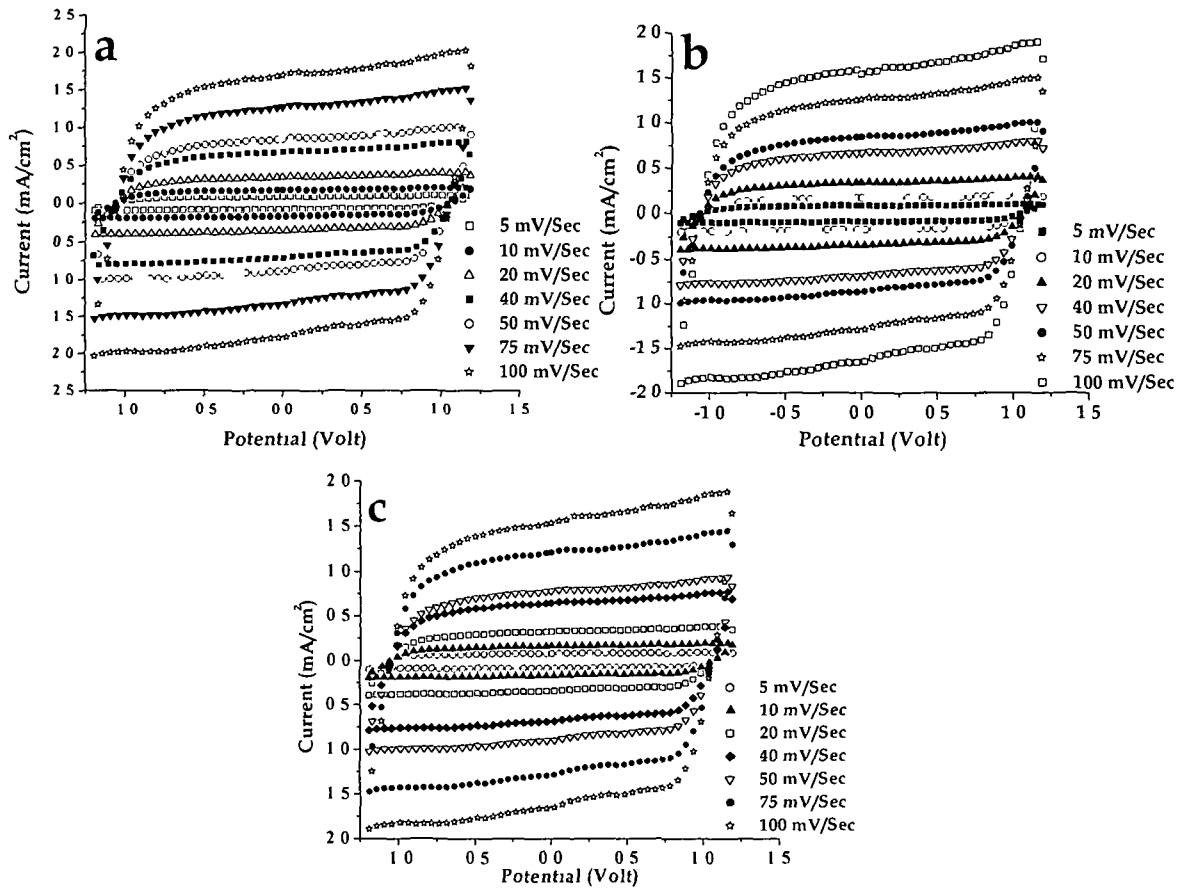 a
2 5
2 0
1 5
1 0
0 5
0 0
0 5
1 0
1 5
2 0
2 5
Current (mA/cm²)
1 0 0 5 0 0 0 5 1 0 1 5
Potential (Volt)
5 mV/Sec
10 mV/Sec
20 mV/Sec
40 mV/Sec
50 mV/Sec
75 mV/Sec
100 mV/Sec
b
2 0
1 5
1 0
0 5
0 0
-0 5
-1 0
-1 5
-2 0
Current (mA/cm²)
-1 0 -0 5 0 0 0 5 1 0 1 5
Potential (Volt)
5 mV/Sec
10 mV/Sec
20 mV/Sec
40 mV/Sec
50 mV/Sec
75 mV/Sec
100 mV/Sec
c
2 0
1 5
1 0
0 5
0 0
0 5
1 0
1 5
2 0
Current (mA/cm²)
1 0 0 5 0 0 0 5 1 0 1 5
Potential (Volt)
5 mV/Sec
10 mV/Sec
20 mV/Sec
40 mV/Sec
50 mV/Sec
75 mV/Sec
100 mV/Sec